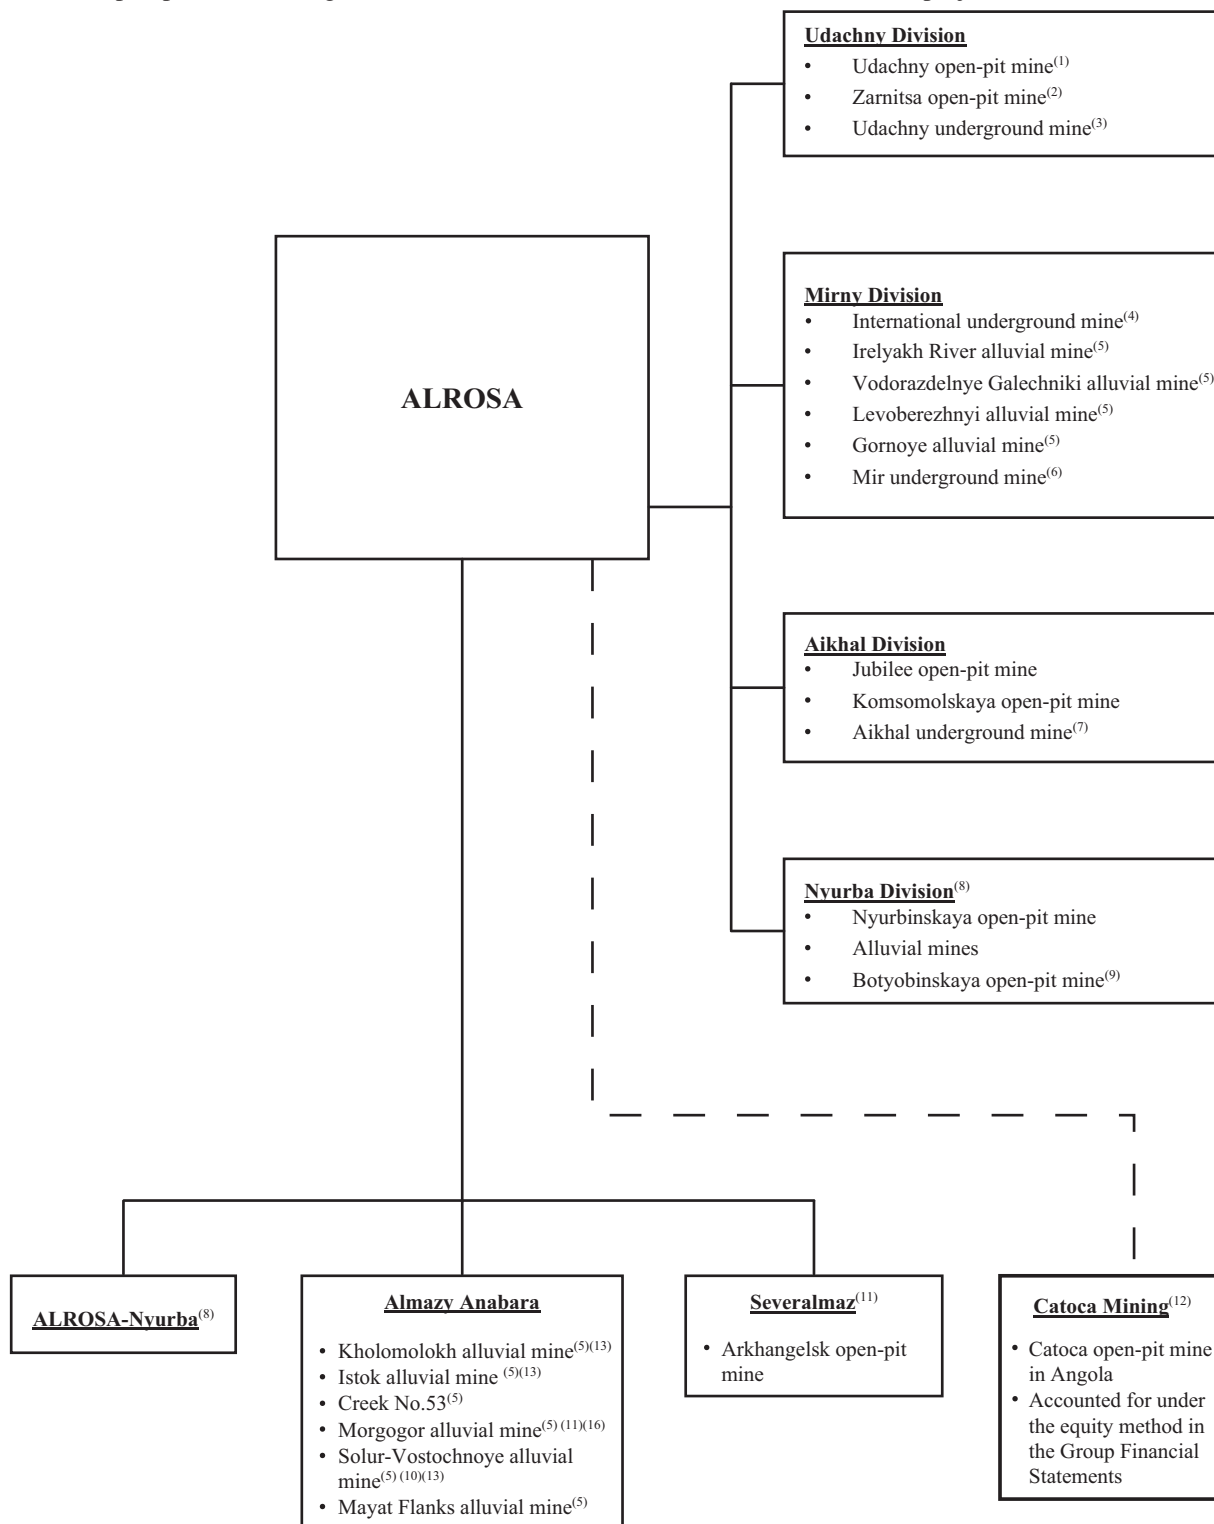 Udachny Division
• Udachny open-pit mine(1)
• Zarnitsa open-pit mine(2)
• Udachny underground mine(3)
ALROSA
Mirny Division
• International underground mine(4)
• Irelyakh River alluvial mine(5)
• Vodorazdelnye Galechniki alluvial mine(5)
• Levoberezhnyi alluvial mine(5)
• Gornoye alluvial mine(5)
• Mir underground mine(6)
Aikhal Division
• Jubilee open-pit mine
• Komsomolskaya open-pit mine
• Aikhal underground mine(7)
Nyurba Division(8)
• Nyurbinskaya open-pit mine
• Alluvial mines
• Botyobinskaya open-pit mine(9)
ALROSA-Nyurba(8)
Almazy Anabara
• Kholomolokh alluvial mine(5)(13)
• Istok alluvial mine (5)(13)
• Creek No.53(5)
• Morgogor alluvial mine(5) (11)(16)
• Solur-Vostochnoye alluvial
mine(5) (10)(13)
• Mayat Flanks alluvial mine(5)
Severalmaz(11)
• Arkhangelsk open-pit
mine
Catoca Mining(12)
• Catoca open-pit mine
in Angola
• Accounted for under
the equity method in
the Group Financial
Statements